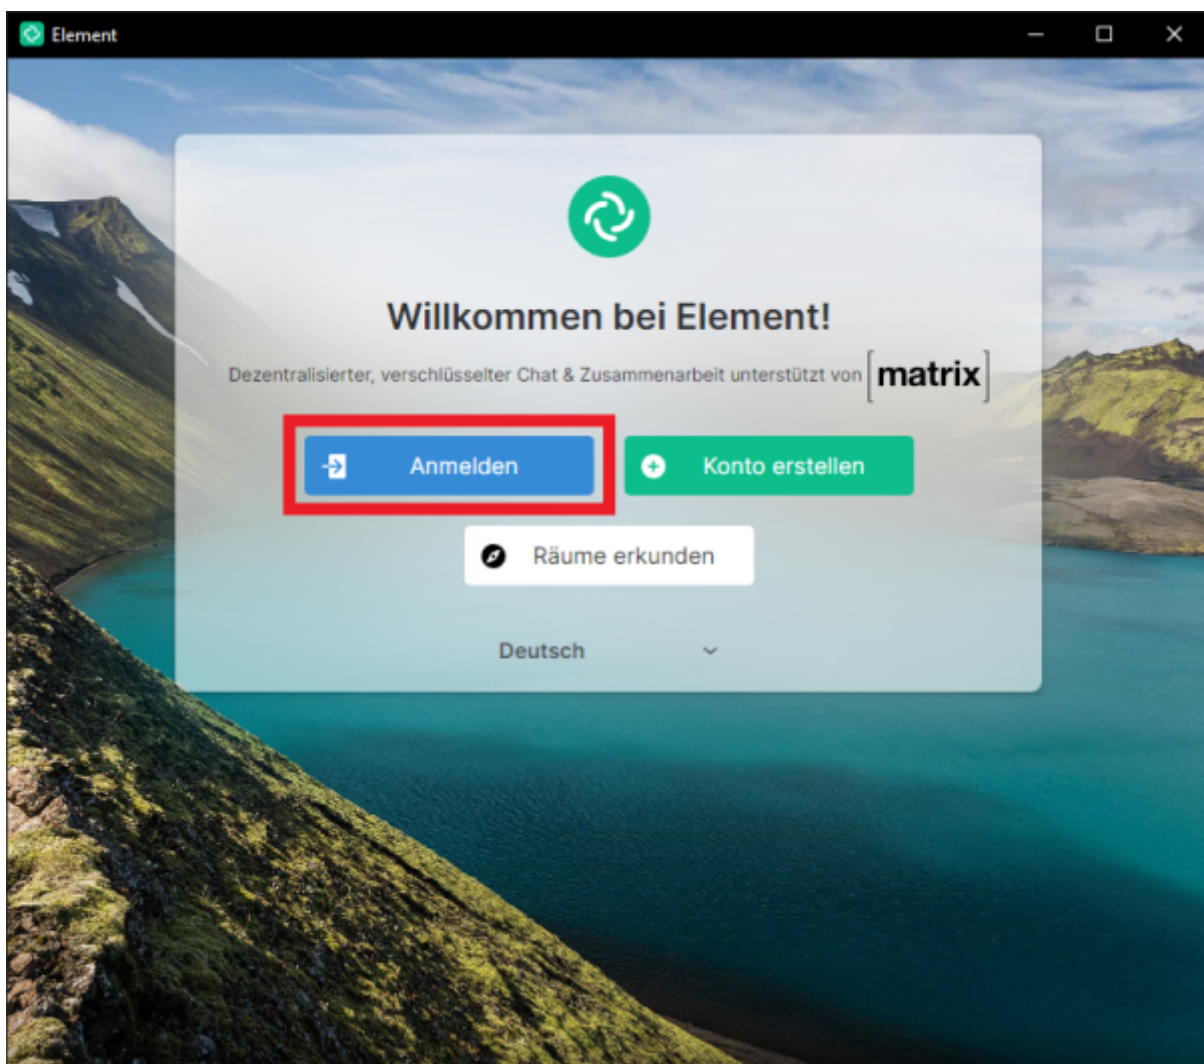 Element
Willkommen bei Element!
Dezentralisierter, verschlüsselter Chat & Zusammenarbeit unterstützt von [matrix]
Anmelden
Konto erstellen
Räume erkunden
Deutsch